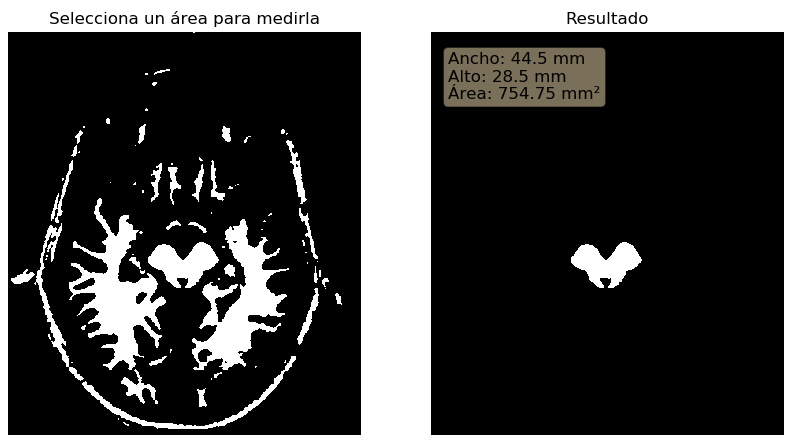 Selecciona un área para medirla
Resultado
Ancho: 44.5 mm
Alto: 28.5 mm
Área: 754.75 mm²